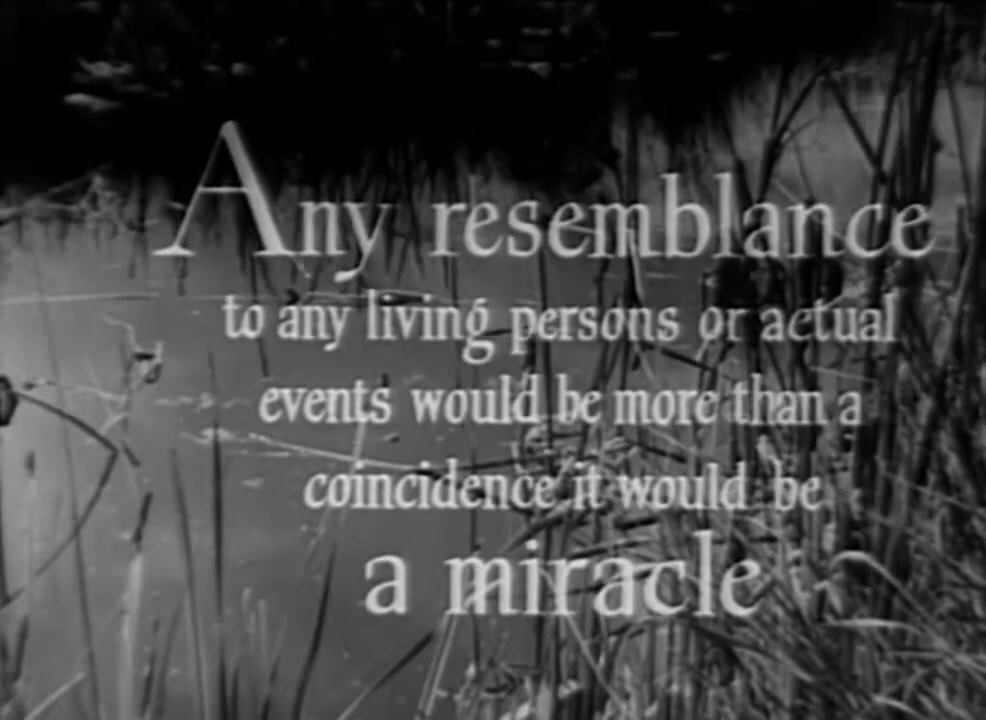 Any resemblance
to any living persons or actual
events would be more than a
coincidence it would be
a miracle